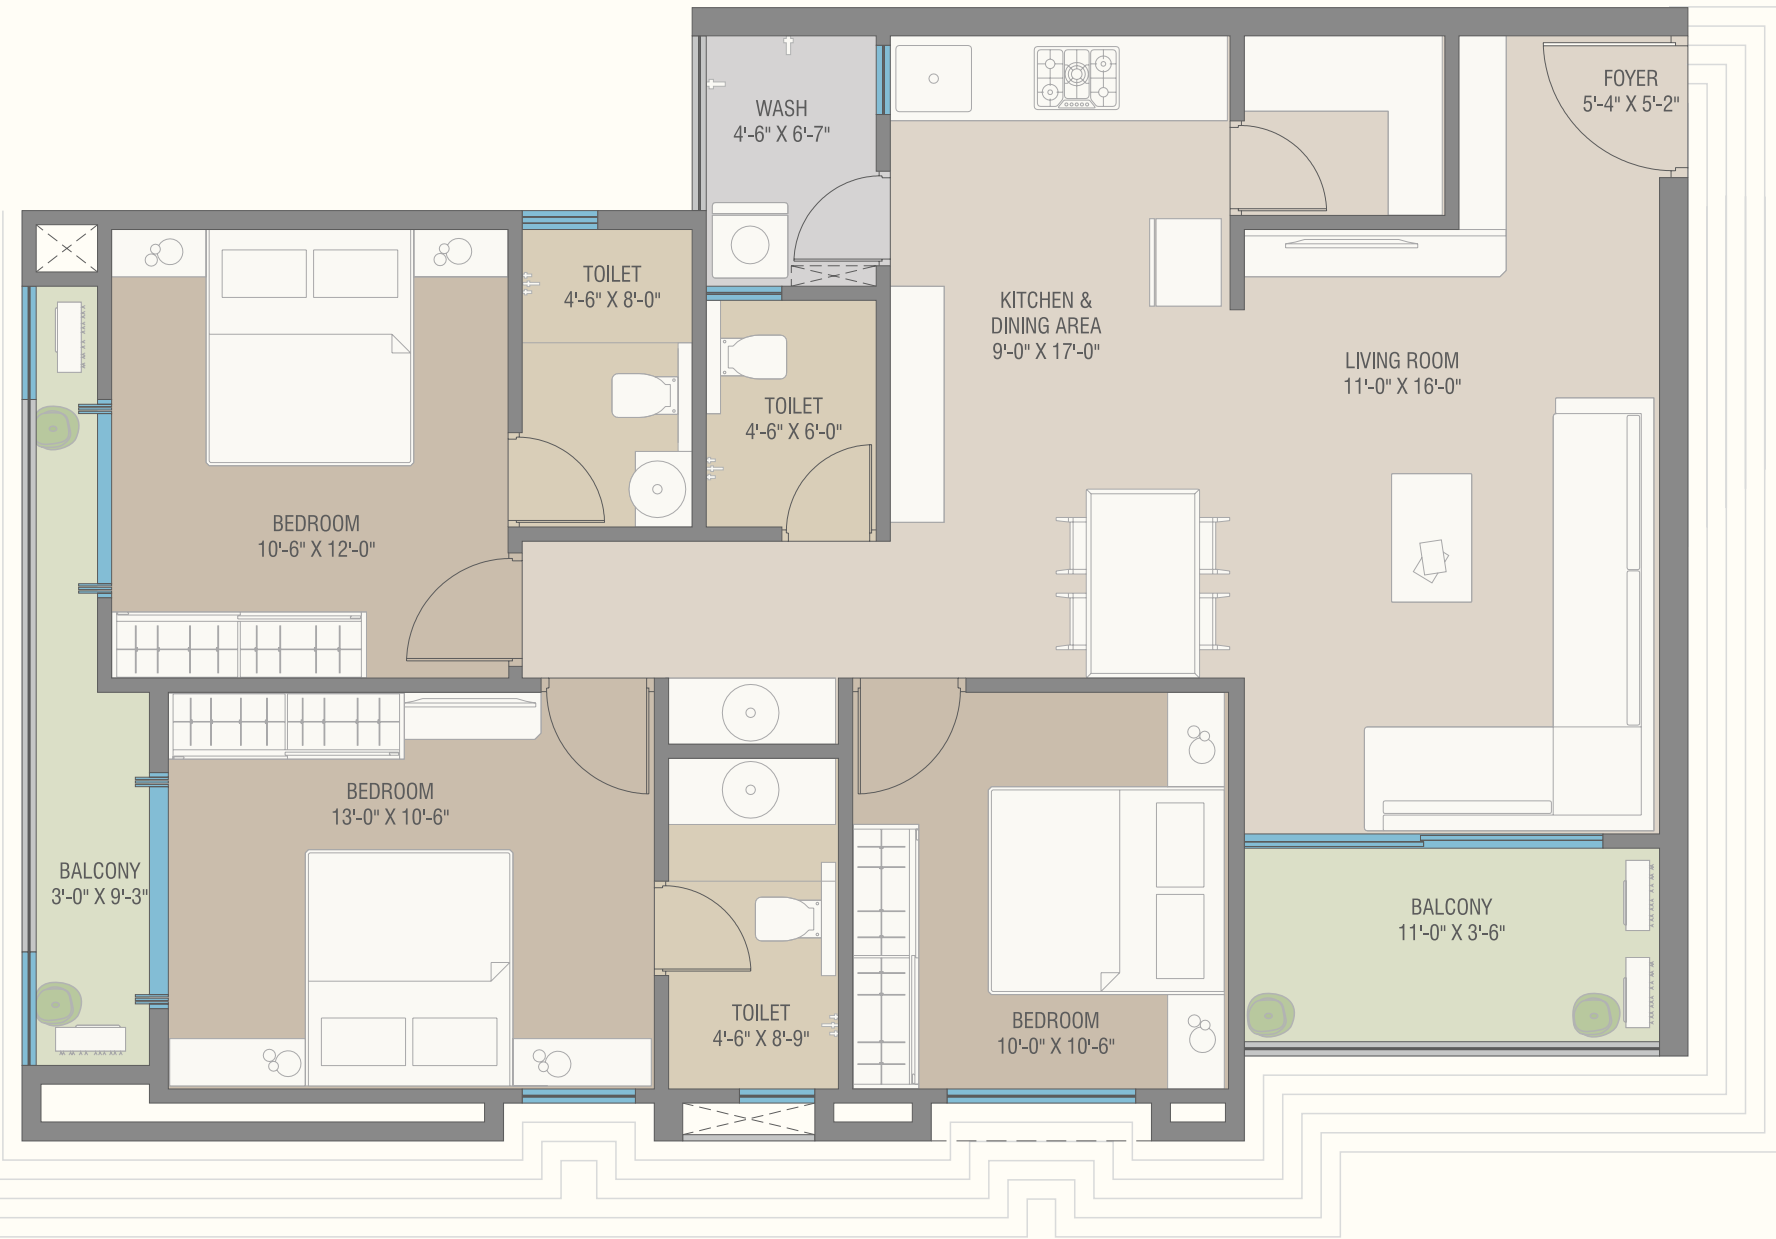 FOYER
5'-4" X 5'-2"
WASH
4'-6" X 6'-7"
TOILET
4'-6" X 8'-0"
KITCHEN &
DINING AREA
9'-0" X 17'-0"
LIVING ROOM
11'-0" X 16'-0"
TOILET
4'-6" X 6'-0"
BEDROOM
10'-6" X 12'-0"
BEDROOM
13'-0" X 10'-6"
BALCONY
3'-0" X 9'-3"
BALCONY
11'-0" X 3'-6"
TOILET
4'-6" X 8'-9"
BEDROOM
10'-0" X 10'-6"